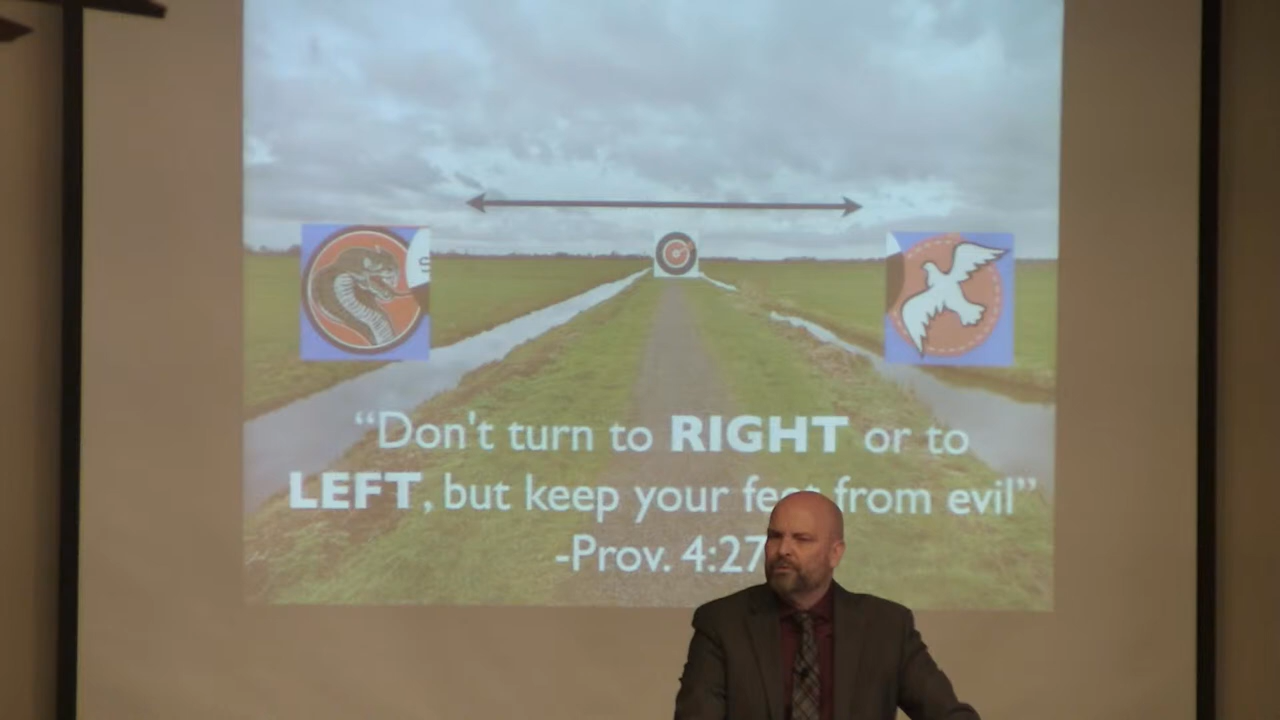 S
“Don't turn to RIGHT or to
LEFT, but keep your feet from evil”
-Prov. 4:27